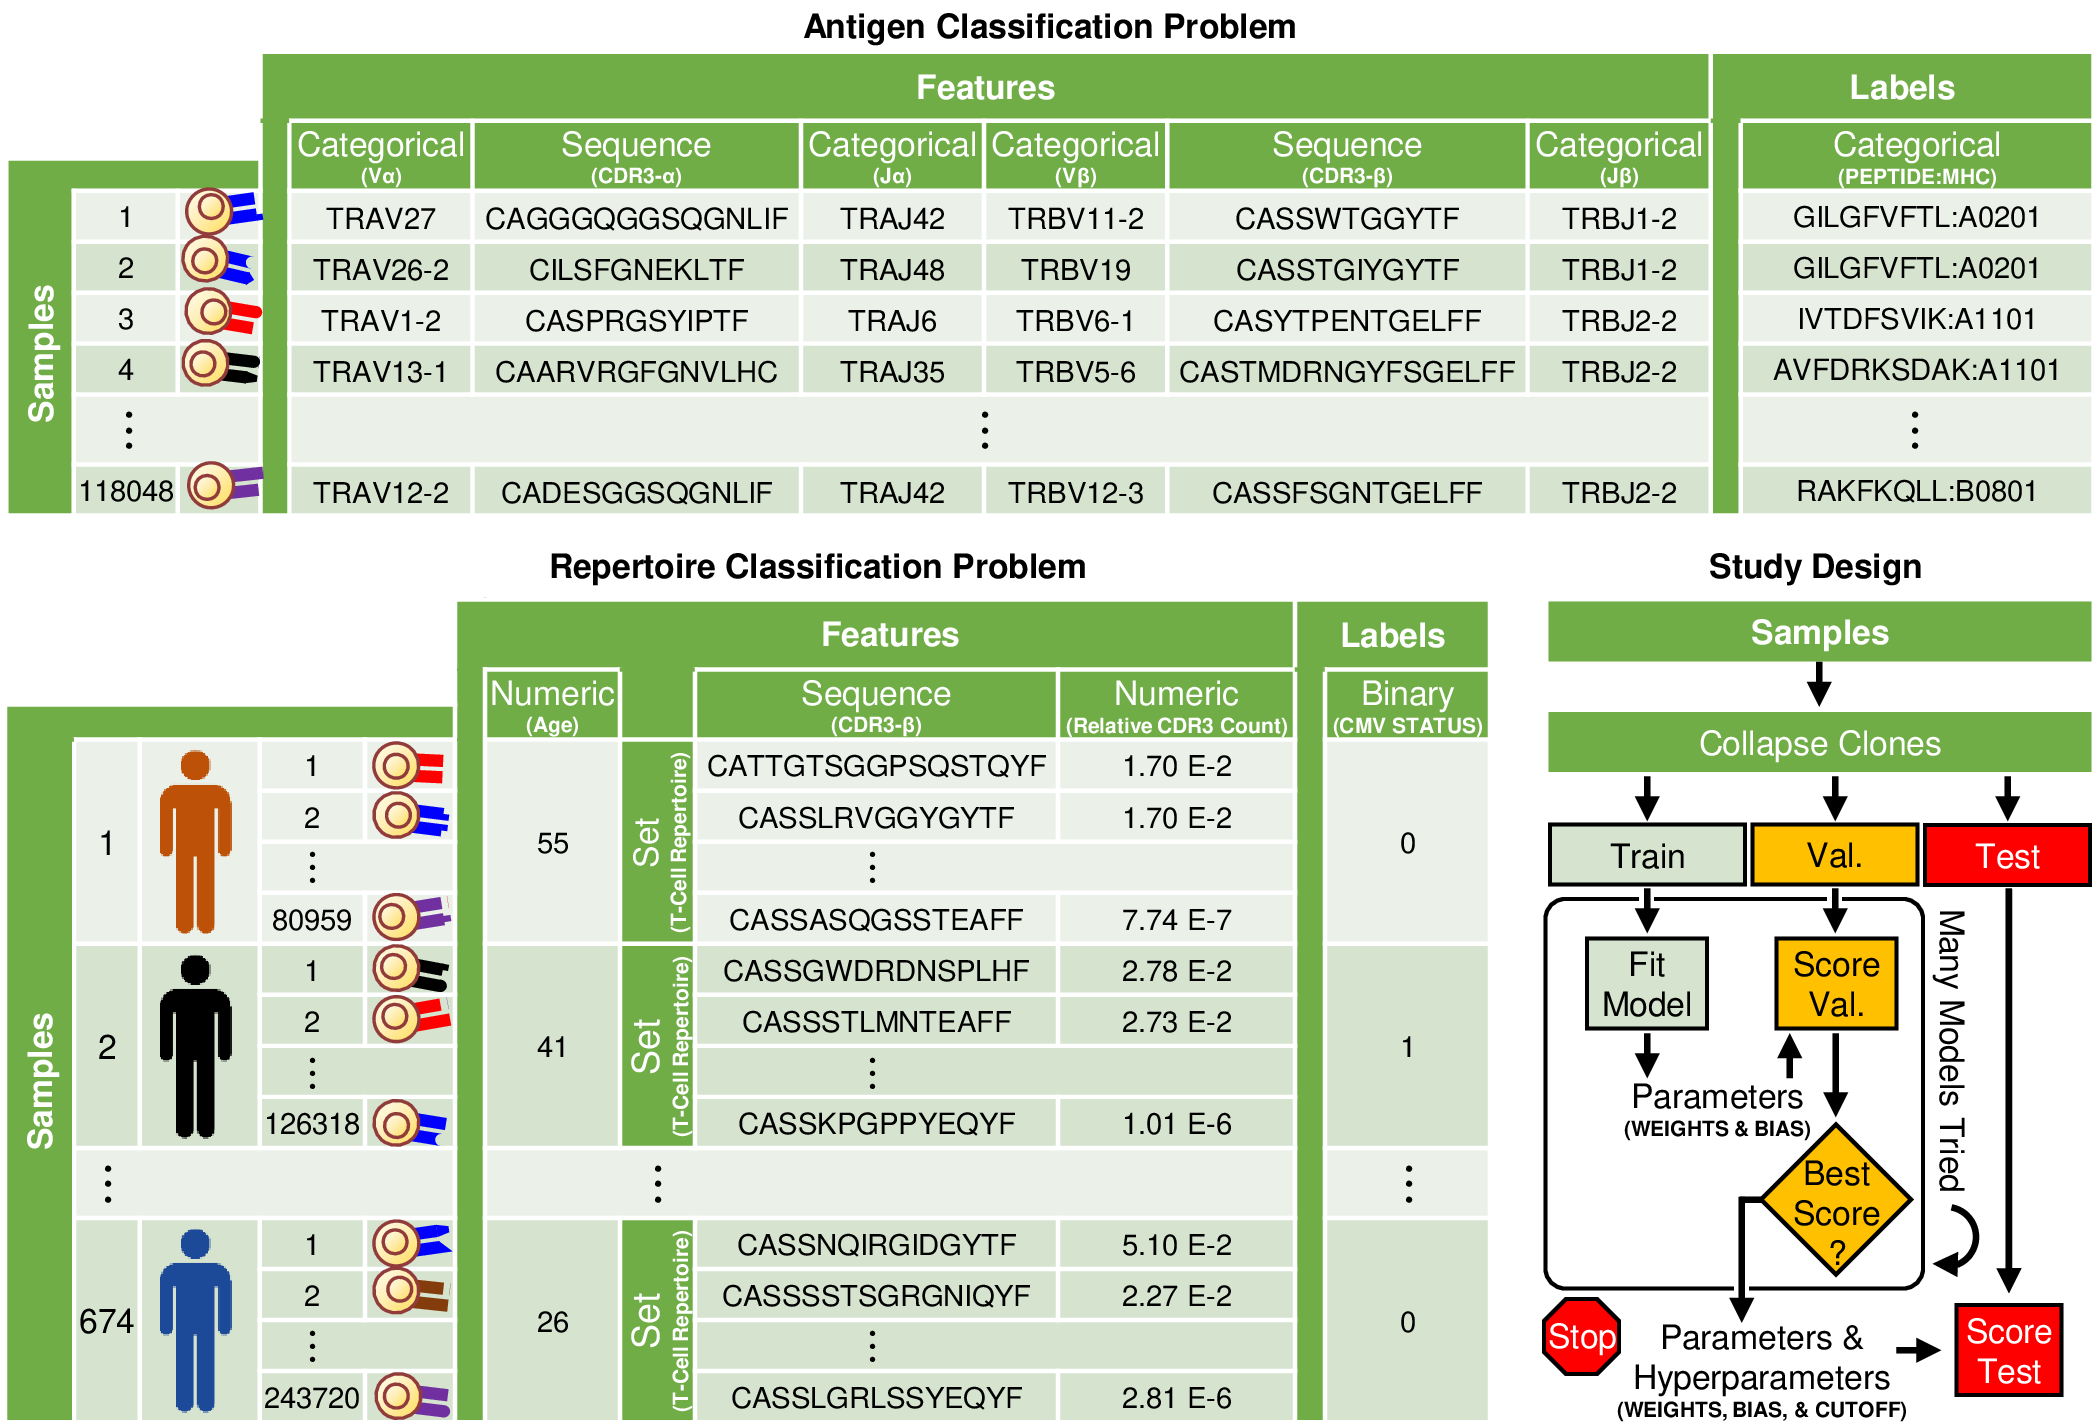 Antigen Classification Problem
Features Labels
Categorical Sequence Categorical Categorical Sequence Categorical Categorical
(Vα) (CDR3-α) (Jα) (Vβ) (CDR3-β) (Jβ) (PEPTIDE:MHC)
Samples
1 TRAV27 CAGGGQGGSQGNLIF TRAJ42 TRBV11-2 CASSWTGGYTF TRBJ1-2 GILGFVFTL:A0201
2 TRAV26-2 CILSFGNEKLTF TRAJ48 TRBV19 CASSTGIYGYTF TRBJ1-2 GILGFVFTL:A0201
3 TRAV1-2 CASPRGSYIPTF TRAJ6 TRBV6-1 CASYTPENTGELFF TRBJ2-2 IVTDFSVIK:A1101
4 TRAV13-1 CAARVRGFGNVLHC TRAJ35 TRBV5-6 CASTMDRNGYFSGELFF TRBJ2-2 AVFDRKSDAK:A1101
⋮ ⋮ ⋮
118048 TRAV12-2 CADESGGSQGNLIF TRAJ42 TRBV12-3 CASSFSGNTGELFF TRBJ2-2 RAKFKQLL:B0801
Repertoire Classification Problem
Features Labels
Numeric Sequence Numeric Binary
(Age) (CDR3-β) (Relative CDR3 Count) (CMV STATUS)
Samples
1 55 Set (T-Cell Repertoire) 0
1 CATTGTSGGPSQSTQYF 1.70 E-2
2 CASSLRVGGYGYTF 1.70 E-2
⋮ ⋮
80959 CASSASQGSSTEAFF 7.74 E-7
2 41 Set (T-Cell Repertoire) 1
1 CASSGWDRDNSPLHF 2.78 E-2
2 CASSSTLMNTEAFF 2.73 E-2
⋮ ⋮
126318 CASSKPGPPYEQYF 1.01 E-6
⋮ ⋮ ⋮
674 26 Set (T-Cell Repertoire) 0
1 CASSNQIRGIDGYTF 5.10 E-2
2 CASSSSTSGRGNIQYF 2.27 E-2
⋮ ⋮
243720 CASSLGRLSSYEQYF 2.81 E-6
Study Design
Samples
Collapse Clones
Train Val. Test
Fit
Model
Score
Val.
Many Models Tried
Parameters
(WEIGHTS & BIAS)
Best
Score
?
Stop
Parameters &
Hyperparameters
(WEIGHTS, BIAS, & CUTOFF)
Score
Test